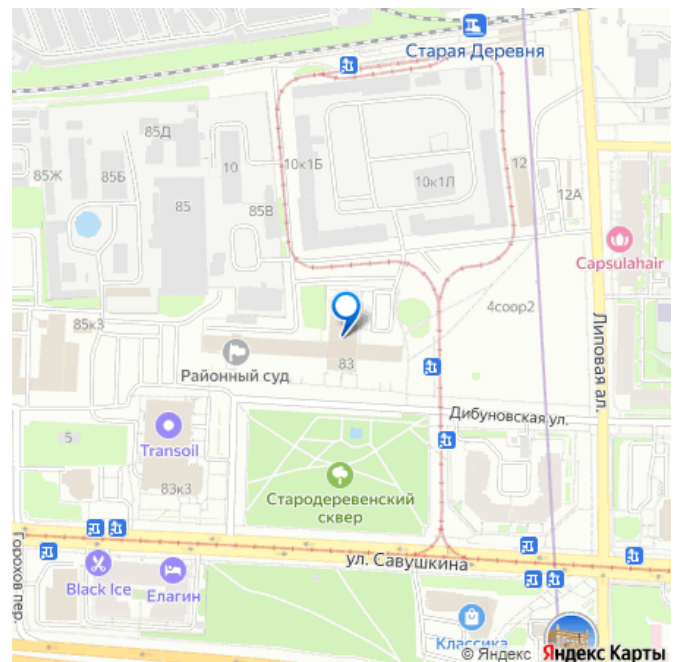 Старая Деревня
85Д
10к1Б
10
12
85Ж
85Б
10к1Л
12А
85
85В
Capsulahair
4соор2
85к3
Липовая ал.
83
Районный суд
Дибуновская ул.
5
Transoil
83к3
Стародеревенский
сквер
ул. Савушкина
Горохов пер.
Black Ice
Елагин
Классика
© Яндекс Яндекс Карты